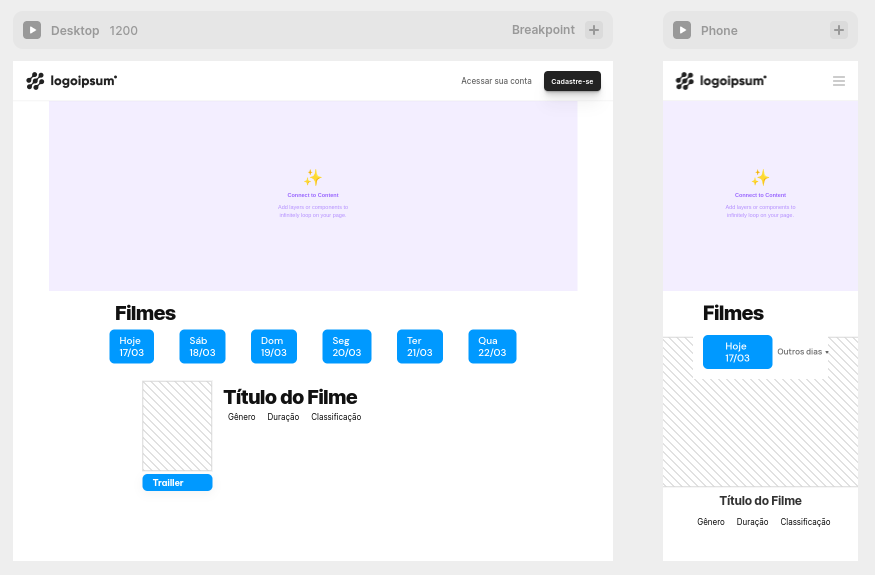 Desktop 1200
Breakpoint
logoipsum
Acessar sua conta
Cadastre-se
✨
Connect to Content
Add layers or components to
infinitely loop on your page.
Filmes
Hoje
17/03
Sáb
18/03
Dom
19/03
Seg
20/03
Ter
21/03
Qua
22/03
Título do Filme
Gênero Duração Classificação
Trailler
Phone
logoipsum
✨
Connect to Content
Add layers or components to
infinitely loop on your page.
Filmes
Hoje
17/03
Outros dias ▾
Título do Filme
Gênero Duração Classificação